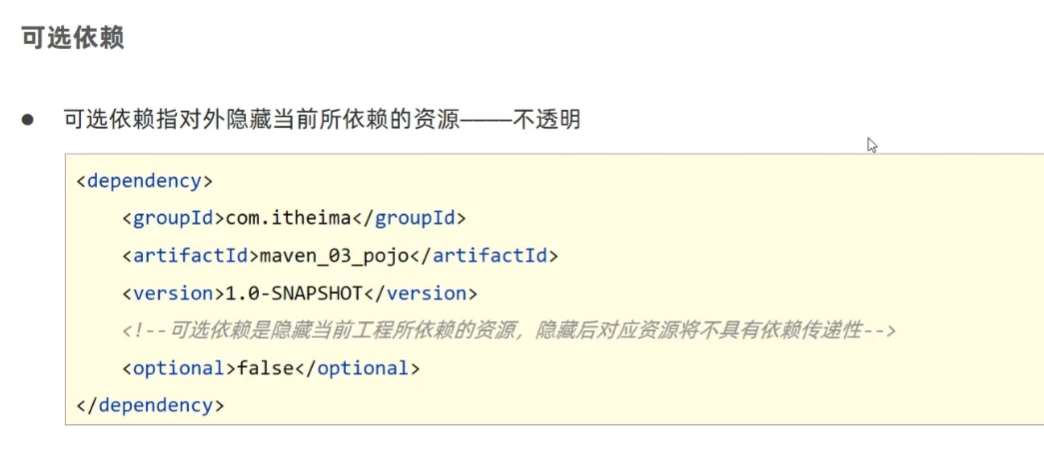 可选依赖
● 可选依赖指对外隐藏当前所依赖的资源————不透明
<dependency>
    <groupId>com.itheima</groupId>
    <artifactId>maven_03_pojo</artifactId>
    <version>1.0-SNAPSHOT</version>
    <!--可选依赖是隐藏当前工程所依赖的资源，隐藏后对应资源将不具有依赖传递性-->
    <optional>false</optional>
</dependency>